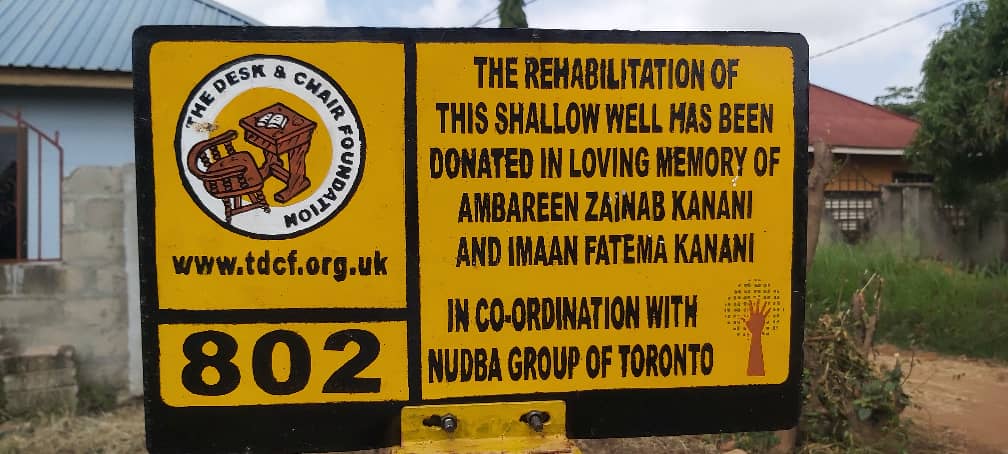 THE DESK & CHAIR FOUNDATION
www.tdcf.org.uk
802
THE REHABILITATION OF
THIS SHALLOW WELL HAS BEEN
DONATED IN LOVING MEMORY OF
AMBAREEN ZAINAB KANANI
AND IMAAN FATEMA KANANI
IN CO-ORDINATION WITH
NUDBA GROUP OF TORONTO